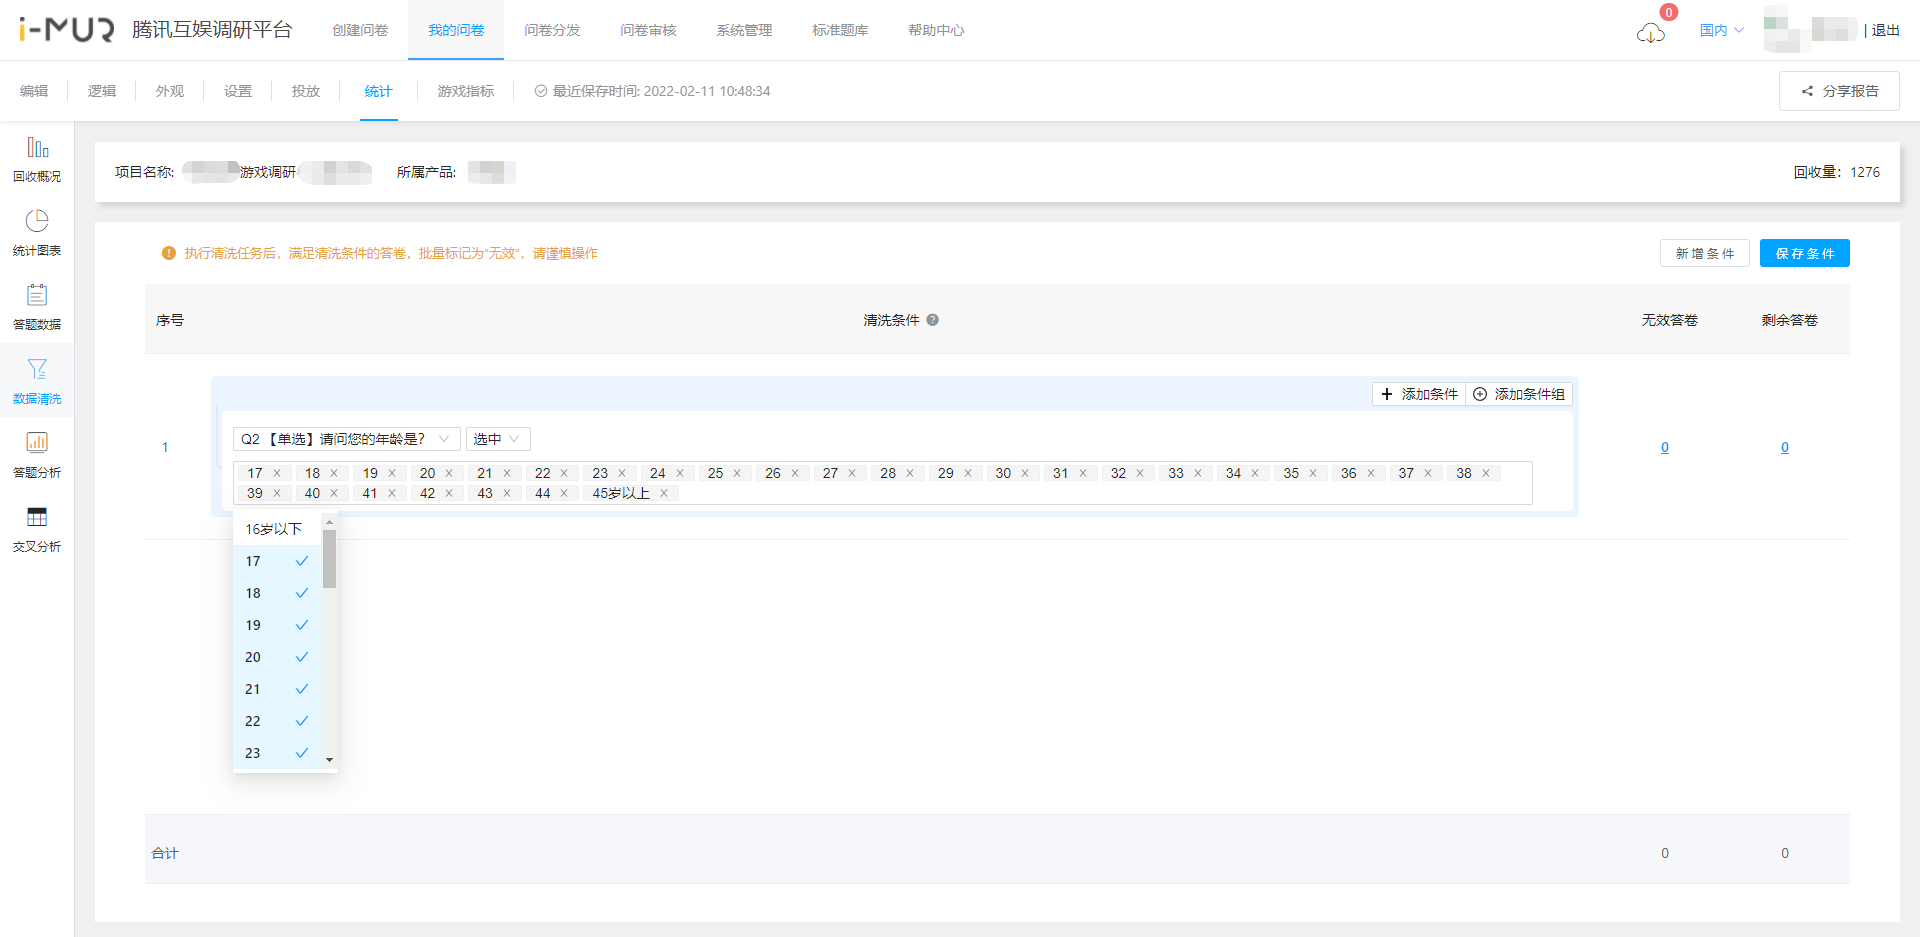 i-MUR 腾讯互娱调研平台 创建问卷 我的问卷 问卷分发 问卷审核 系统管理 标准题库 帮助中心 0 国内 | 退出
编辑 逻辑 外观 设置 投放 统计 游戏指标 最近保存时间: 2022-02-11 10:48:34 分享报告
回收概况
统计图表
答题数据
数据清洗
答题分析
交叉分析
项目名称: 游戏调研 所属产品: 回收量: 1276
执行清洗任务后，满足清洗条件的答卷，批量标记为“无效”，请谨慎操作 新增条件 保存条件
序号 清洗条件 ? 无效答卷 剩余答卷
添加条件 添加条件组
1 Q2 【单选】请问您的年龄是？ 选中 0 0
17 × 18 × 19 × 20 × 21 × 22 × 23 × 24 × 25 × 26 × 27 × 28 × 29 × 30 × 31 × 32 × 33 × 34 × 35 × 36 × 37 × 38 ×
39 × 40 × 41 × 42 × 43 × 44 × 45岁以上 ×
16岁以下
17
18
19
20
21
22
23
合计 0 0